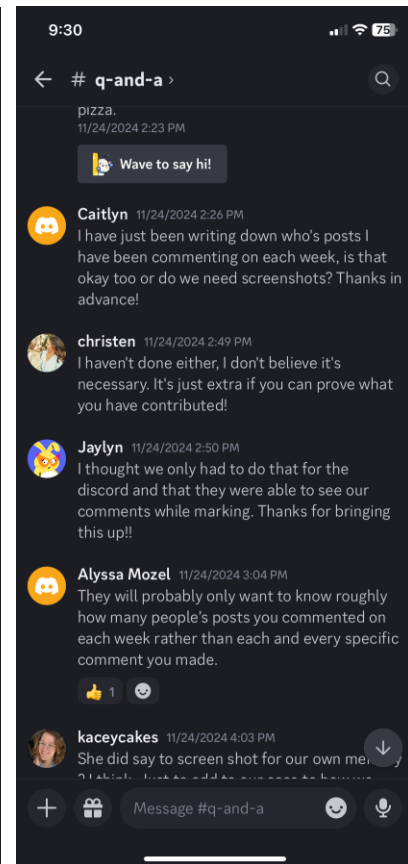 9:30
75
# q-and-a >
pizza.
11/24/2024 2:23 PM
Wave to say hi!
Caitlyn 11/24/2024 2:26 PM
I have just been writing down who's posts I
have been commenting on each week, is that
okay too or do we need screenshots? Thanks in
advance!
christen 11/24/2024 2:49 PM
I haven't done either, I don't believe it's
necessary. It's just extra if you can prove what
you have contributed!
Jaylyn 11/24/2024 2:50 PM
I thought we only had to do that for the
discord and that they were able to see our
comments while marking. Thanks for bringing
this up!!
Alyssa Mozel 11/24/2024 3:04 PM
They will probably only want to know roughly
how many people's posts you commented on
each week rather than each and every specific
comment you made.
1
kaceycakes 11/24/2024 4:03 PM
She did say to screen shot for our own
Message #q-and-a